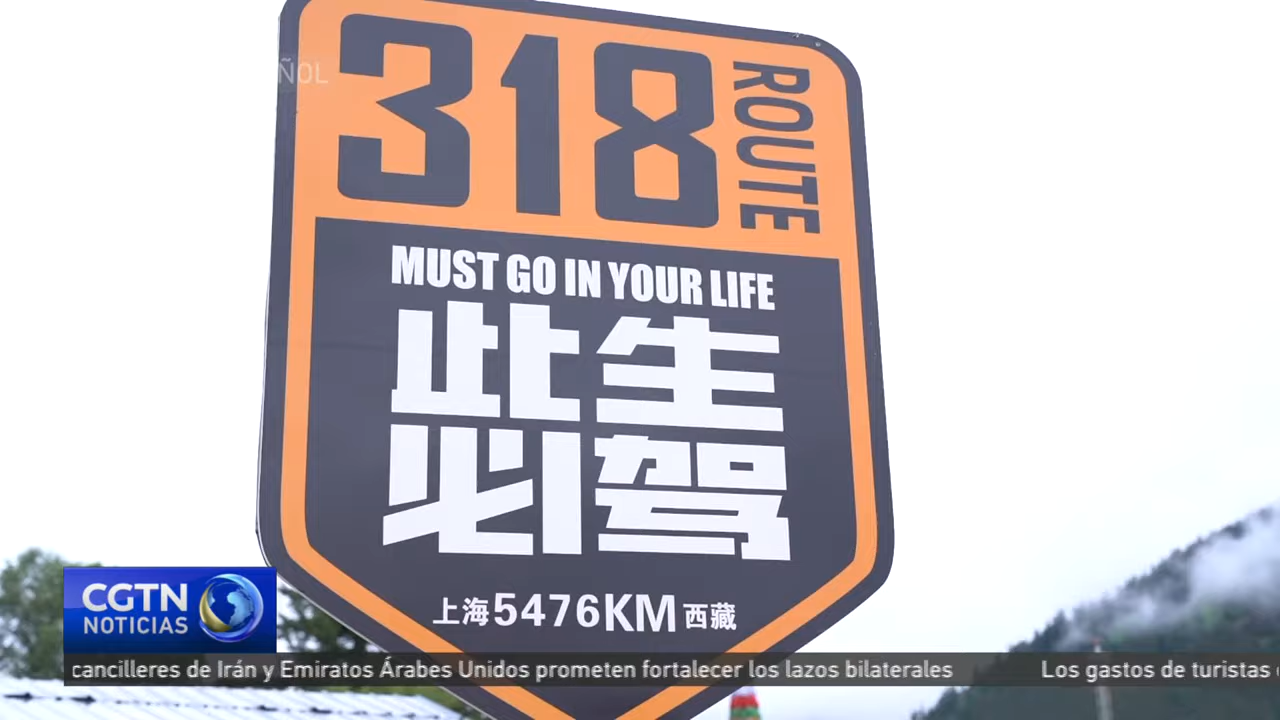 ÑOL
318
ROUTE
MUST GO IN YOUR LIFE
此生
必驾
上海5476KM西藏
CGTN
NOTICIAS
cancilleres de Irán y Emiratos Árabes Unidos prometen fortalecer los lazos bilaterales Los gastos de turistas